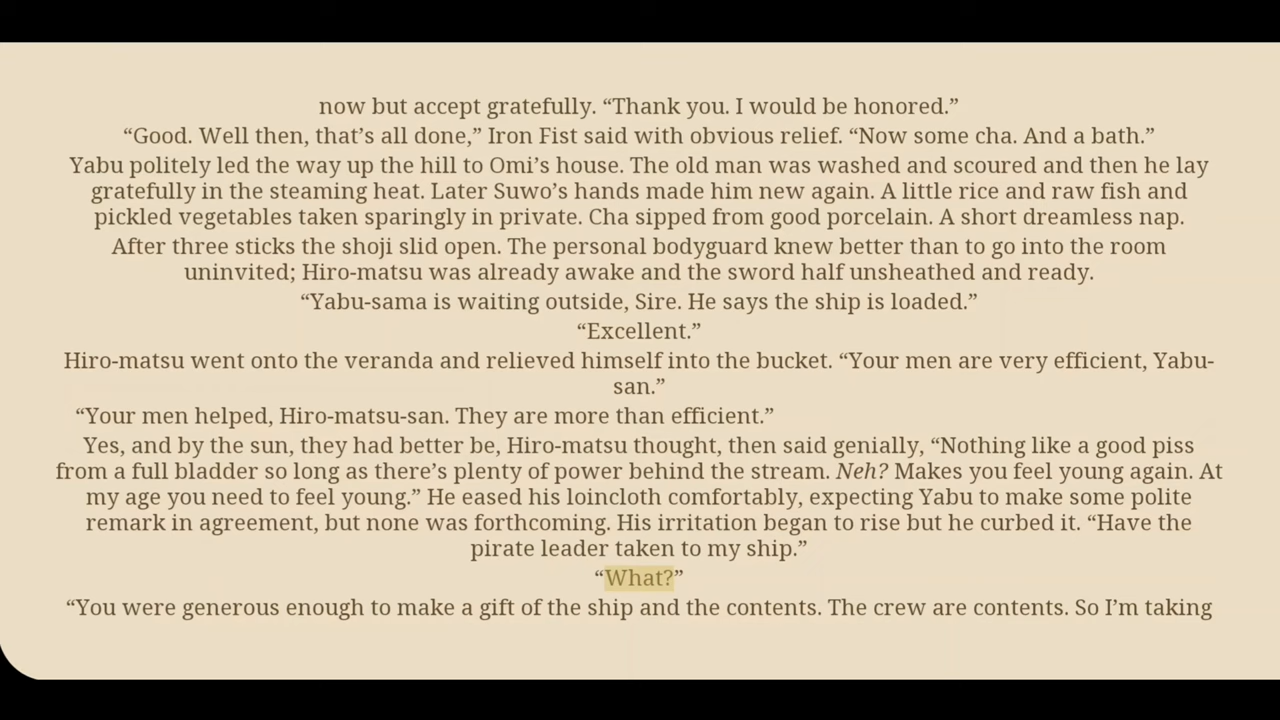 now but accept gratefully. “Thank you. I would be honored.”
“Good. Well then, that’s all done,” Iron Fist said with obvious relief. “Now some cha. And a bath.”
Yabu politely led the way up the hill to Omi’s house. The old man was washed and scoured and then he lay
gratefully in the steaming heat. Later Suwo’s hands made him new again. A little rice and raw fish and
pickled vegetables taken sparingly in private. Cha sipped from good porcelain. A short dreamless nap.
After three sticks the shoji slid open. The personal bodyguard knew better than to go into the room
uninvited; Hiro-matsu was already awake and the sword half unsheathed and ready.
“Yabu-sama is waiting outside, Sire. He says the ship is loaded.”
“Excellent.”
Hiro-matsu went onto the veranda and relieved himself into the bucket. “Your men are very efficient, Yabu-
san.”
“Your men helped, Hiro-matsu-san. They are more than efficient.”
Yes, and by the sun, they had better be, Hiro-matsu thought, then said genially, “Nothing like a good piss
from a full bladder so long as there’s plenty of power behind the stream. Neh? Makes you feel young again. At
my age you need to feel young.” He eased his loincloth comfortably, expecting Yabu to make some polite
remark in agreement, but none was forthcoming. His irritation began to rise but he curbed it. “Have the
pirate leader taken to my ship.”
“What?”
“You were generous enough to make a gift of the ship and the contents. The crew are contents. So I’m taking